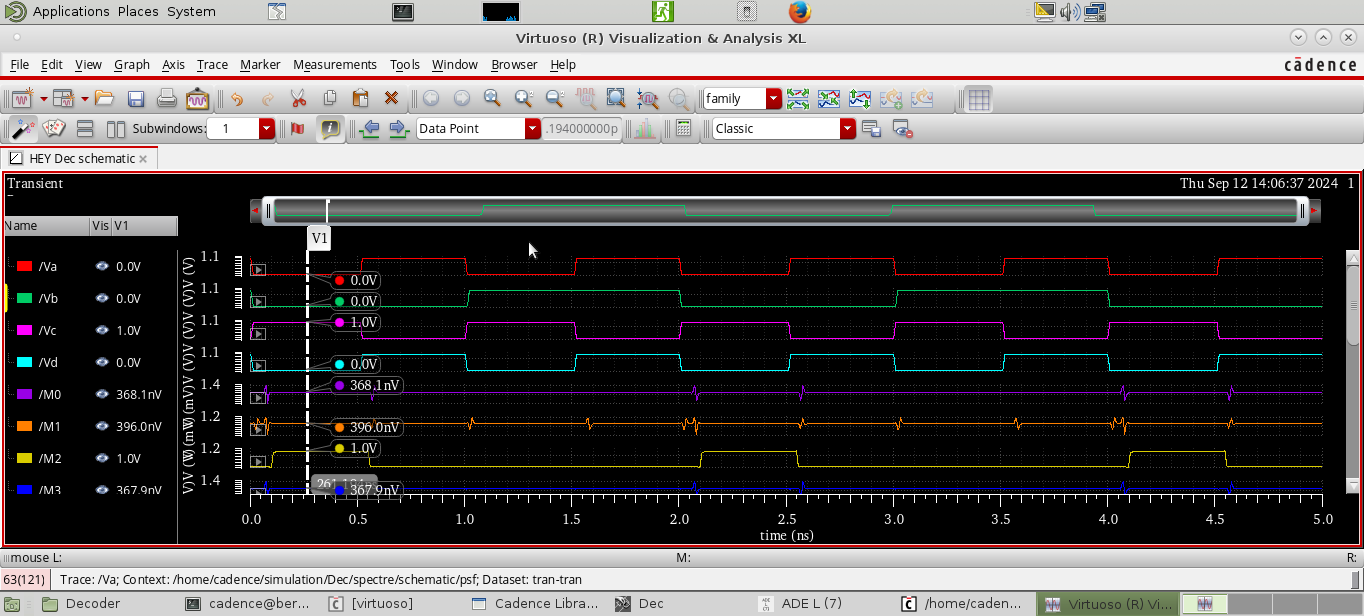 Applications Places System
Virtuoso (R) Visualization & Analysis XL
File Edit View Graph Axis Trace Marker Measurements Tools Window Browser Help
cādence
family
Subwindows: 1
Data Point
.194000000p
Classic
HEY Dec schematic
Transient
Thu Sep 12 14:06:37 2024 1
Name Vis V1
V1
/Va 0.0V
/Vb 0.0V
/Vc 1.0V
/Vd 0.0V
/M0 368.1nV
/M1 396.0nV
/M2 1.0V
/M3 367.9nV
1.1
1.1
1.1
1.1
1.4
1.2
1.2
1.4
0.0V
0.0V
1.0V
0.0V
368.1nV
396.0nV
1.0V
367.9nV
0.0 0.5 1.0 1.5 2.0 2.5 3.0 3.5 4.0 4.5 5.0
time (ns)
mouse L: M: R:
63(121) Trace: /Va; Context: /home/cadence/simulation/Dec/spectre/schematic/psf; Dataset: tran-tran
Decoder
cadence@ber...
[virtuoso]
Cadence Libra...
Dec
ADE L (7)
/home/caden...
Virtuoso (R) Vi...